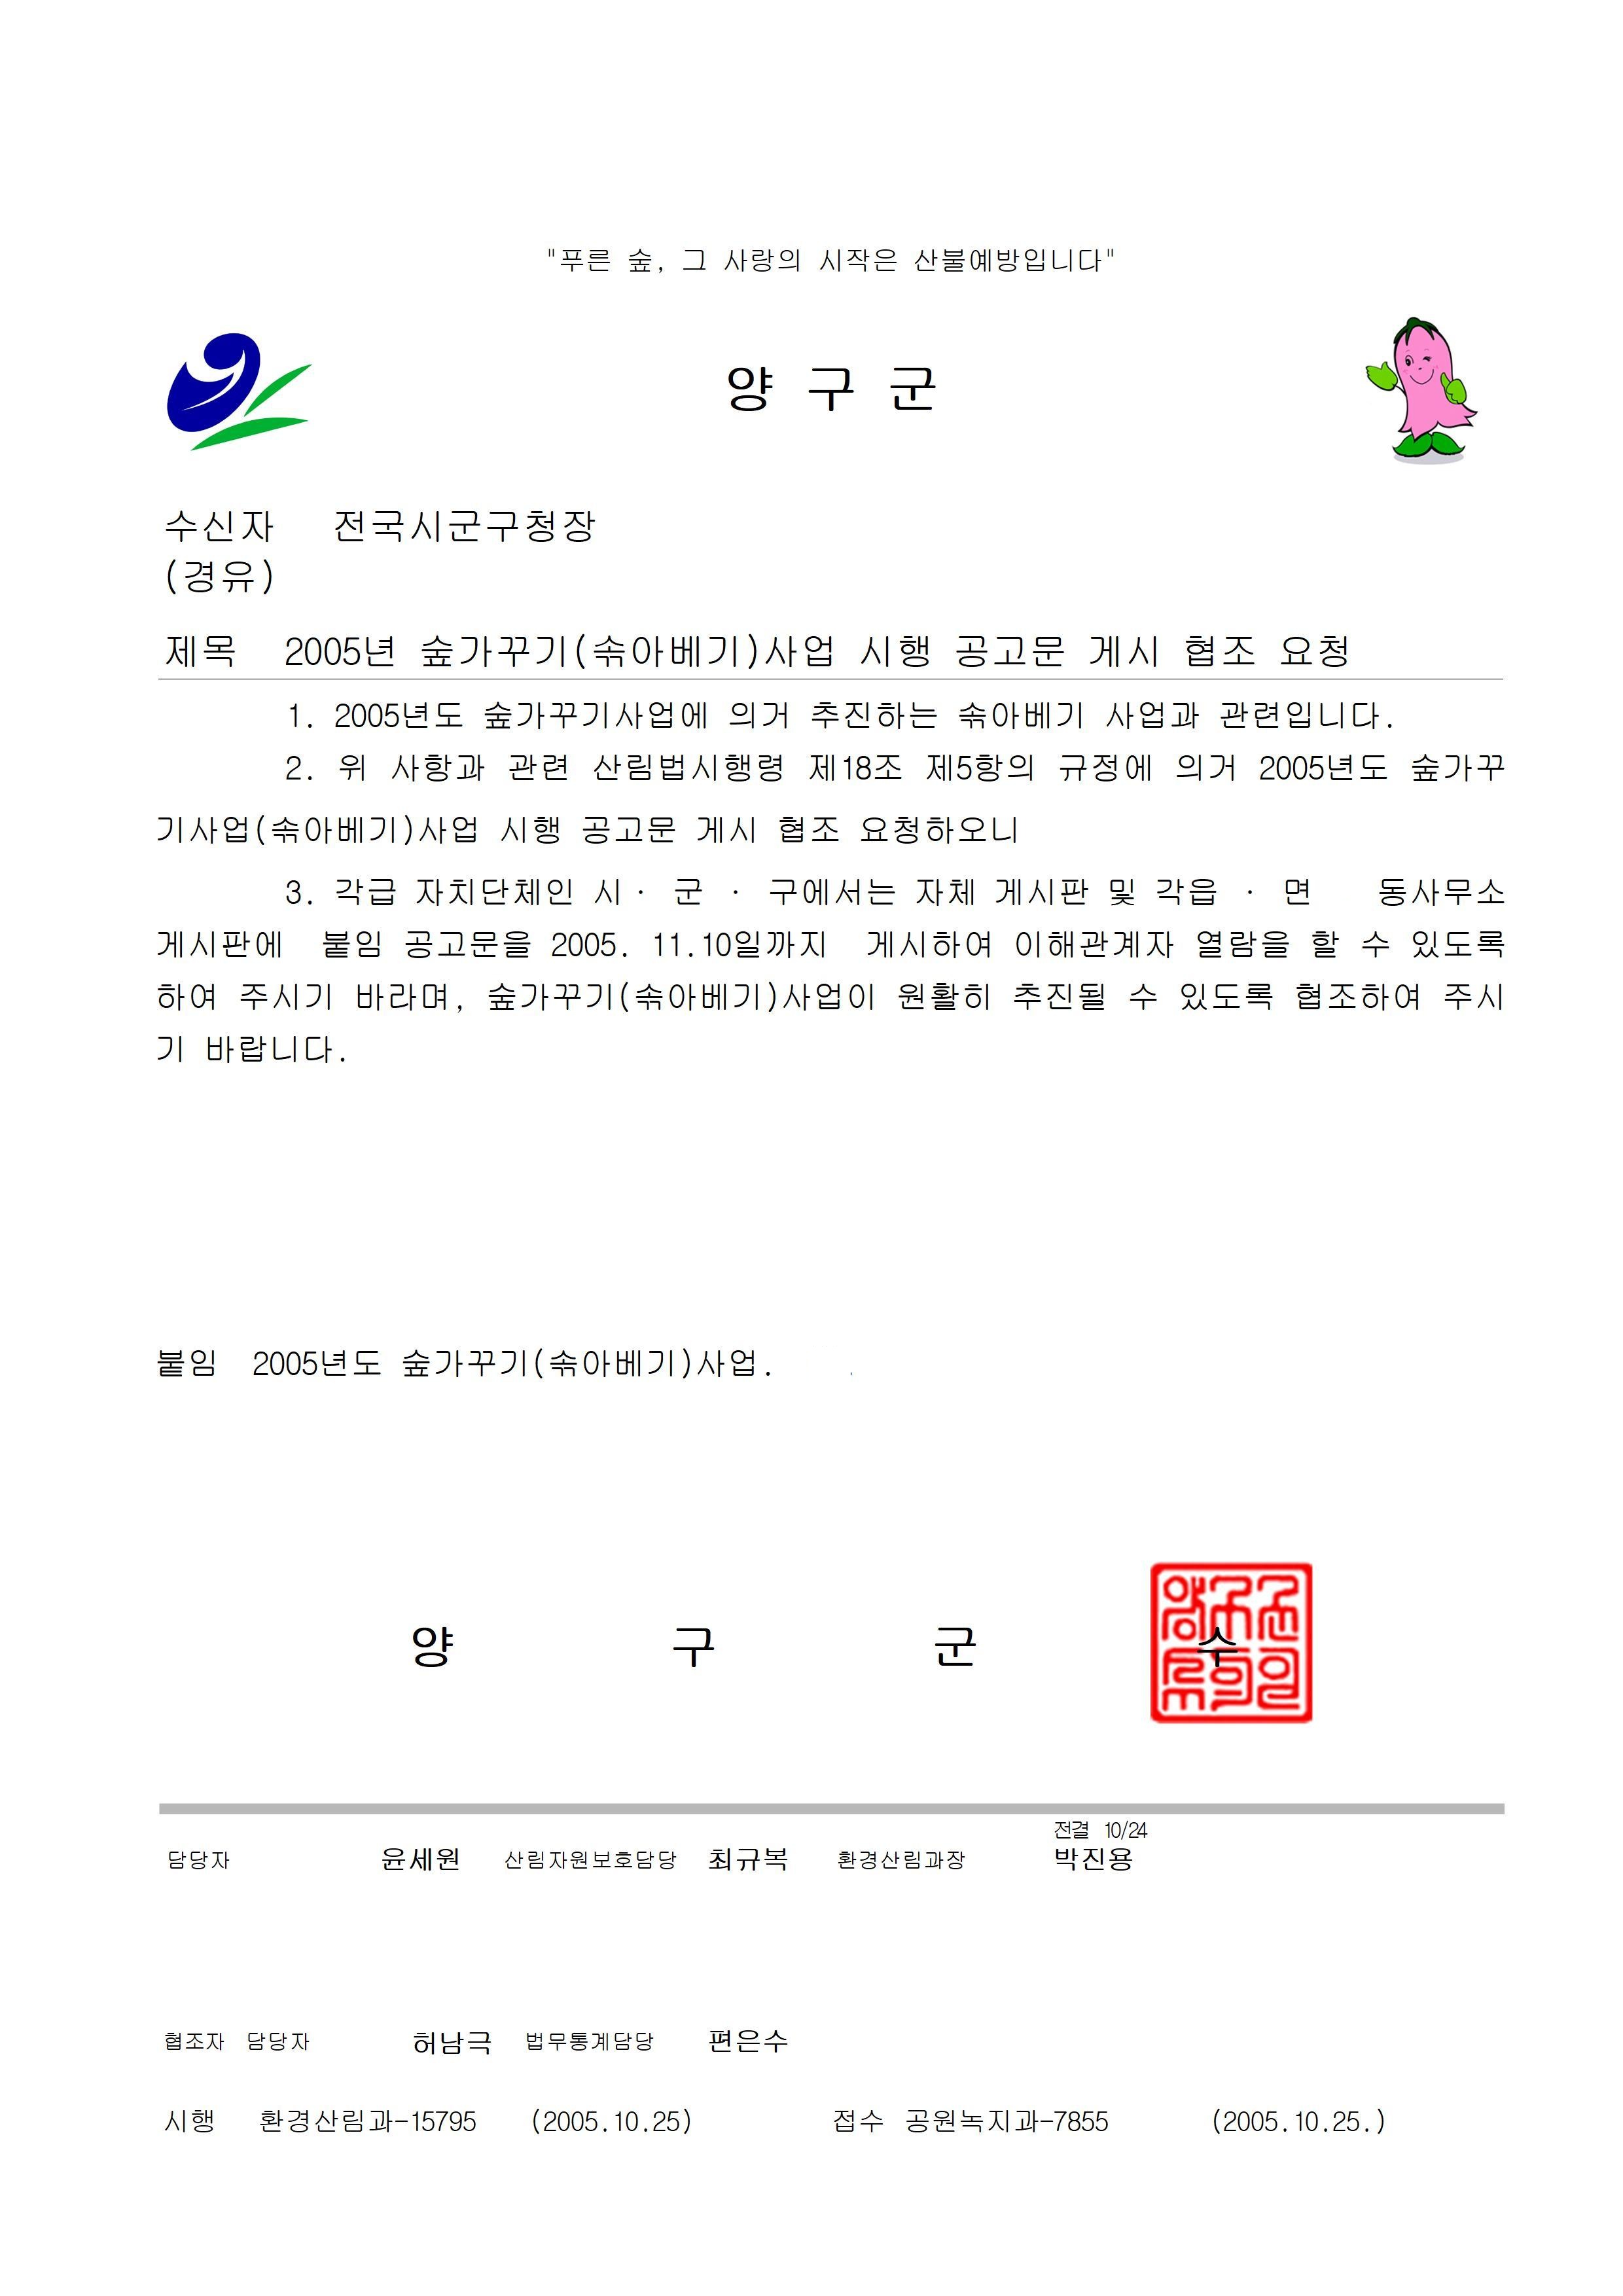 "푸른 숲, 그 사랑의 시작은 산불예방입니다"
양 구 군
수신자 전국시군구청장
(경유)
제목 2005년 숲가꾸기(솎아베기)사업 시행 공고문 게시 협조 요청
1. 2005년도 숲가꾸기사업에 의거 추진하는 솎아베기 사업과 관련입니다.
2. 위 사항과 관련 산림법시행령 제18조 제5항의 규정에 의거 2005년도 숲가꾸
기사업(솎아베기)사업 시행 공고문 게시 협조 요청하오니
3. 각급 자치단체인 시· 군 · 구에서는 자체 게시판 및 각읍 · 면 동사무소
게시판에 붙임 공고문을 2005. 11.10일까지 게시하여 이해관계자 열람을 할 수 있도록
하여 주시기 바라며, 숲가꾸기(솎아베기)사업이 원활히 추진될 수 있도록 협조하여 주시
기 바랍니다.
붙임 2005년도 숲가꾸기(솎아베기)사업.
양 구 군 수
양구군
수의인
전결 10/24
담당자 윤세원 산림자원보호담당 최규복 환경산림과장 박진용
협조자 담당자 허남극 법무통계담당 편은수
시행 환경산림과-15795 (2005.10.25) 접수 공원녹지과-7855 (2005.10.25.)